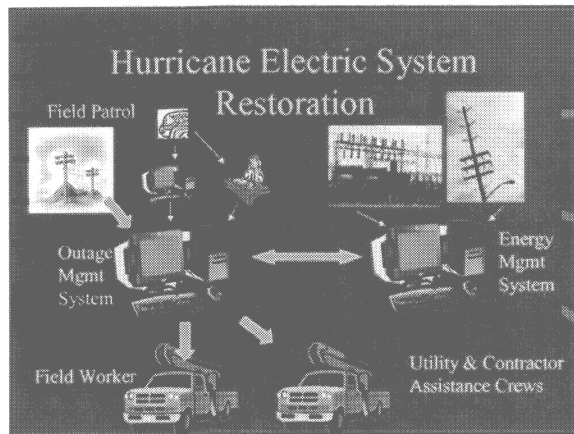 Hurricane Electric System
Restoration
Field Patrol
Outage
Mgmt
System
Energy
Mgmt
System
Field Worker
Utility & Contractor
Assistance Crews